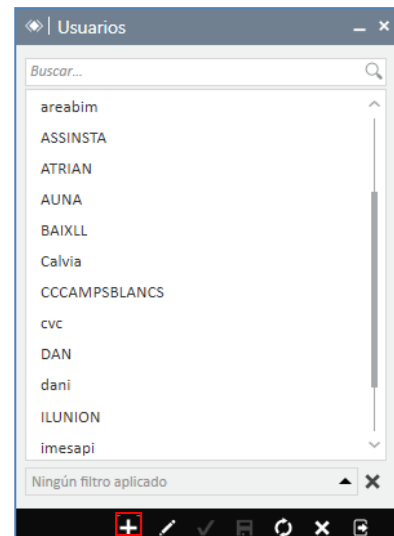 Usuarios
Buscar...
areabim
ASSINSTA
ATRIAN
AUNA
BAIXLL
Calvia
CCCAMPSBLANCS
cvc
DAN
dani
ILUNION
imesapi
Ningún filtro aplicado